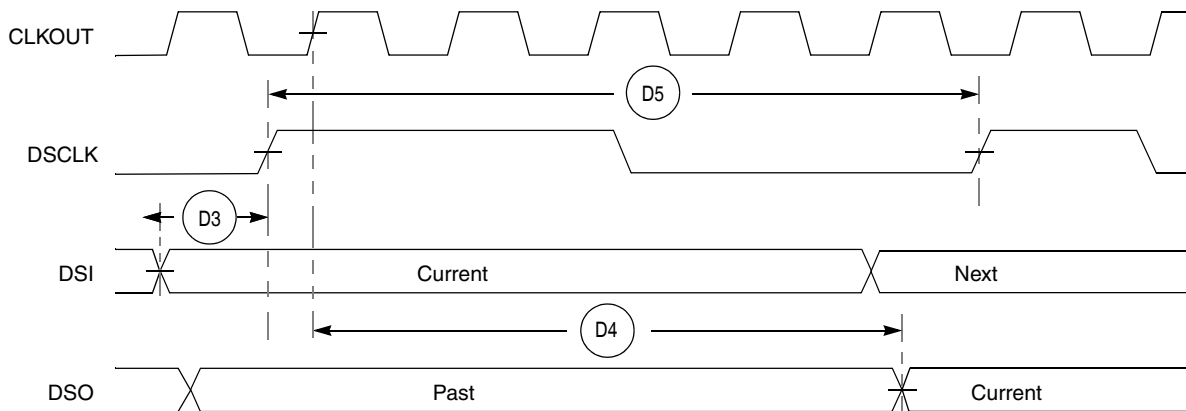 CLKOUT
D5
DSCLK
D3
DSI
Current
Next
D4
DSO
Past
Current